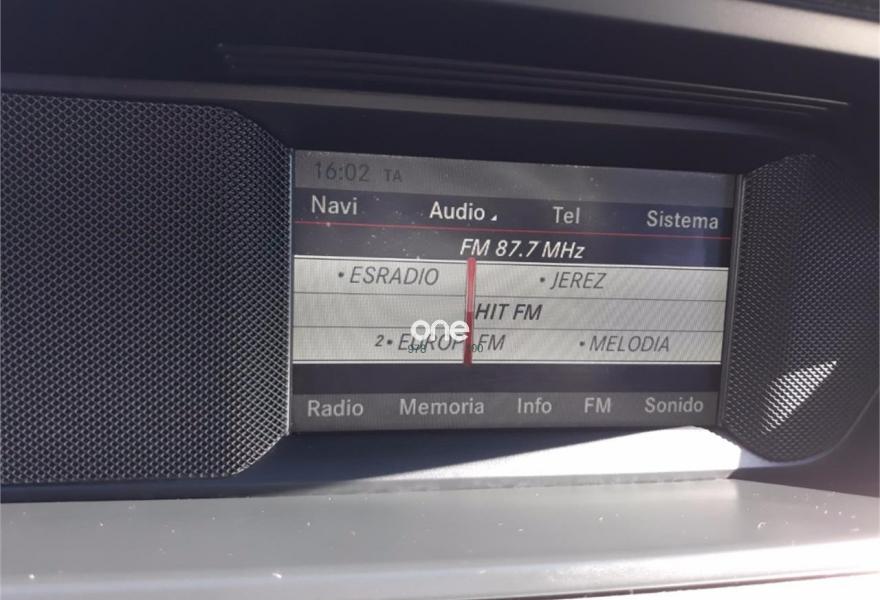 16:02 TA
Navi Audio Tel Sistema
FM 87.7 MHz
• ESRADIO • JEREZ
HIT FM
one
2• EUROP FM • MELODIA
Radio Memoria Info FM Sonido